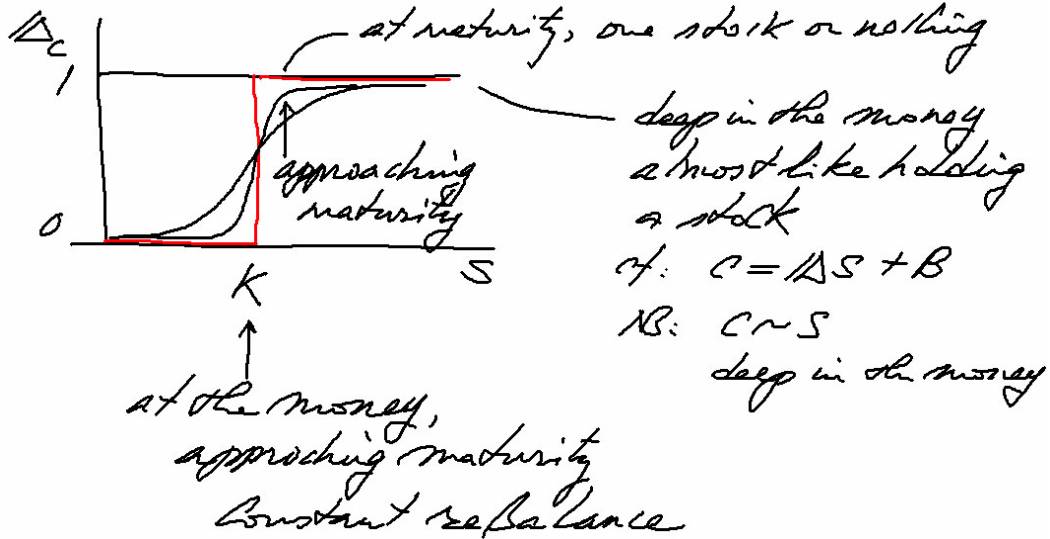 Δc
1
0
K
S
at maturity, one stock or nothing
deep in the money
almost like holding
a stock
cf: C = ΔS + B
NB: C ~ S
deep in the money
approaching
maturity
at the money,
approching maturity
Constant reBalance